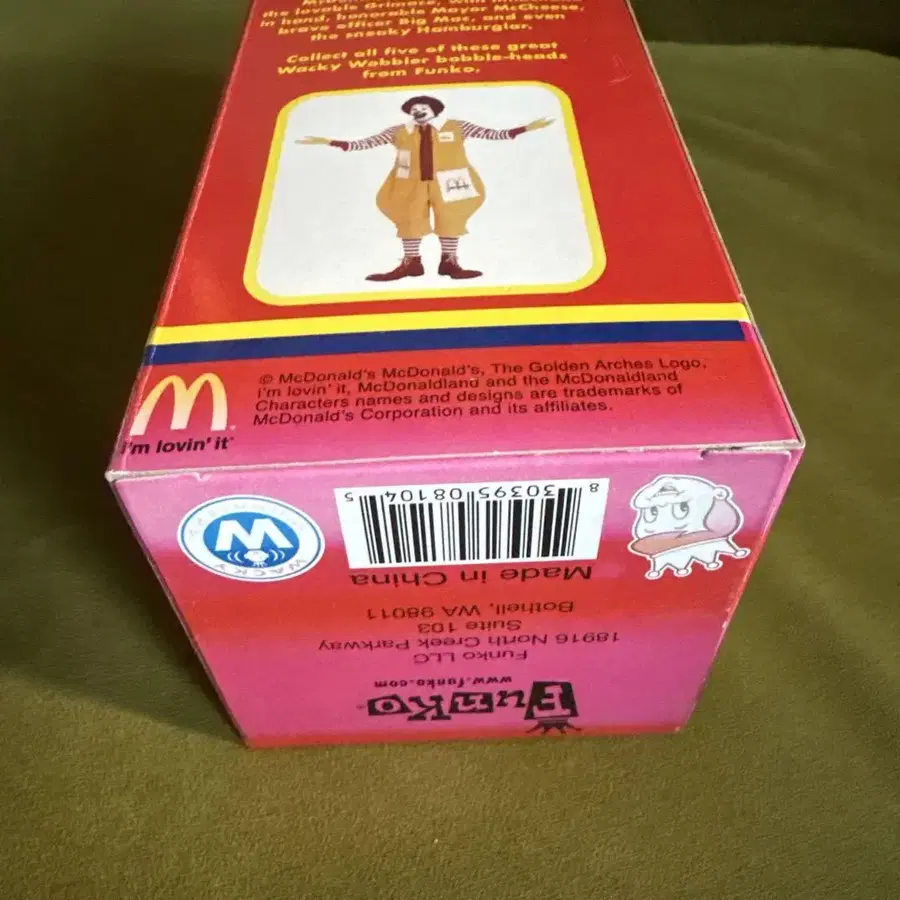 the lovable Grimace, with milkshake
in hand, honorable Mayor McCheese,
brave officer Big Mac, and even
the sneaky Hamburglar.
Collect all five of these great
Wacky Wobbler bobble-heads
from Funko.
© McDonald's McDonald's, The Golden Arches Logo,
i'm lovin' it, McDonaldland and the McDonaldland
Characters names and designs are trademarks of
McDonald's Corporation and its affiliates.
i'm lovin' it
W
WACKY
8 30395 08104 5
Made in China
Funko
www.funko.com
Funko LLC
18916 North Creek Parkway
Suite 103
Bothell, WA 98011